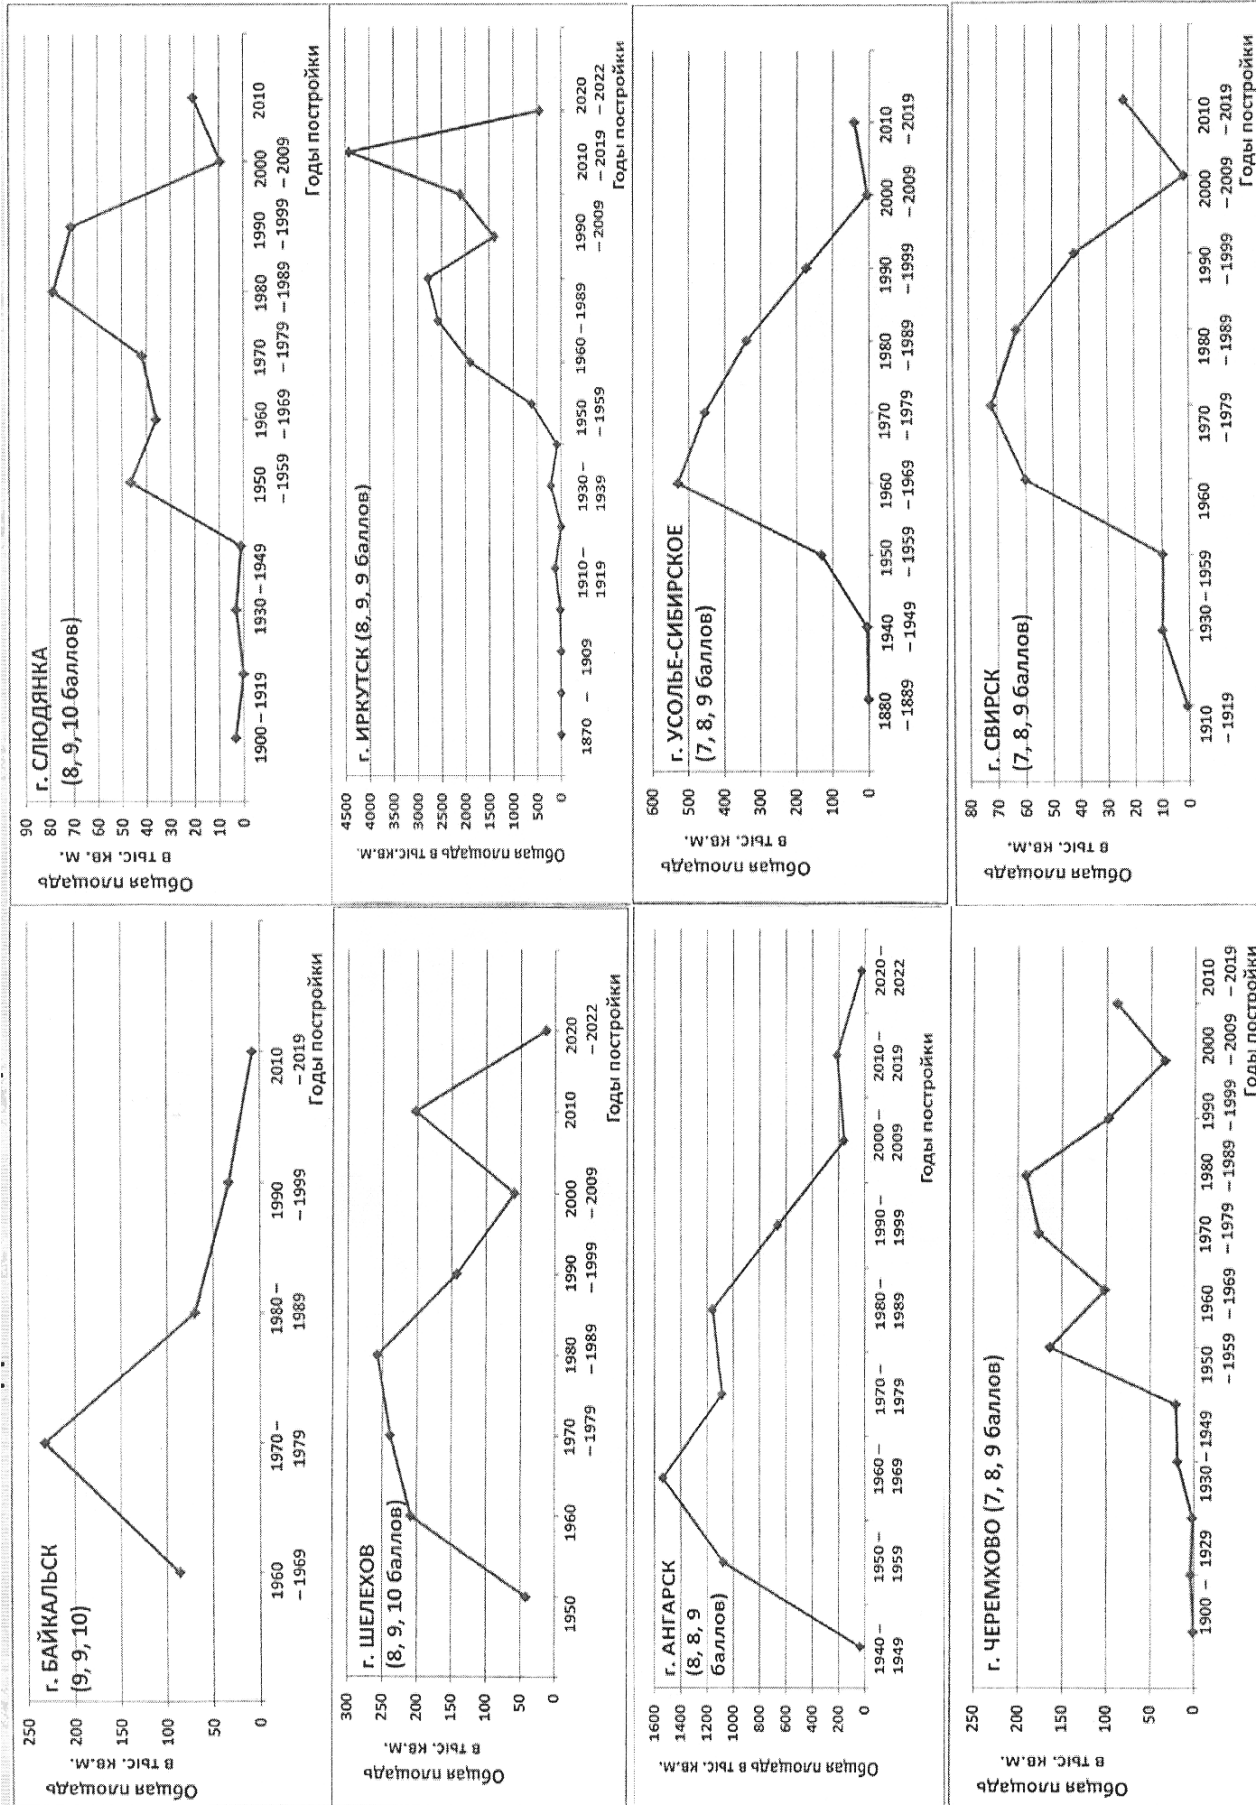 г. БАЙКАЛЬСК
(9, 9, 10)
Общая площадь
в тыс. кв.м.
250
200
150
100
50
0
1960 1970 – 1980 – 1990 2010
– 1969 1979 1989 – 1999 – 2019
Годы постройки
г. СЛЮДЯНКА
(8, 9, 10 баллов)
Общая площадь
в тыс. кв. м.
90
80
70
60
50
40
30
20
10
0
1900 – 1919 1930 – 1949 1950 1960 1970 1980 1990 2000 2010
– 1959 – 1969 – 1979 – 1989 – 1999 – 2009
Годы постройки
г. ШЕЛЕХОВ
(8, 9, 10 баллов)
Общая площадь
в тыс. кв.м.
300
250
200
150
100
50
0
1950 1960 1970 1980 1990 2000 2010 2020
– 1979 – 1989 – 1999 – 2009 – 2022
Годы постройки
г. ИРКУТСК (8, 9, 9 баллов)
Общая площадь в тыс.кв.м.
4500
4000
3500
3000
2500
2000
1500
1000
500
0
1870 – 1909 1910 – 1930 – 1950 1960 – 1989 1990 2010 2020
1919 1939 – 1959 – 2009 – 2019 – 2022
Годы постройки
г. АНГАРСК
(8, 8, 9
баллов)
Общая площадь в тыс.кв.м.
1600
1400
1200
1000
800
600
400
200
0
1940 – 1950 – 1960 – 1970 – 1980 – 1990 – 2000 – 2010 – 2020 –
1949 1959 1969 1979 1989 1999 2009 2019 2022
Годы постройки
г. УСОЛЬЕ-СИБИРСКОЕ
(7, 8, 9 баллов)
Общая площадь
в тыс. кв.м.
600
500
400
300
200
100
0
1880 1940 1950 1960 1970 1980 1990 2000 2010
– 1889 – 1949 – 1959 – 1969 – 1979 – 1989 – 1999 – 2009 – 2019
г. ЧЕРЕМХОВО (7, 8, 9 баллов)
Общая площадь
в тыс. кв.м.
250
200
150
100
50
0
1900 – 1929 1930 – 1949 1950 1960 1970 1980 1990 2000 2010
– 1959 – 1969 – 1979 – 1989 – 1999 – 2009 – 2019
Годы постройки
г. СВИРСК
(7, 8, 9 баллов)
Общая площадь
в тыс. кв.м.
80
70
60
50
40
30
20
10
0
1910 1930 – 1959 1960 1970 1980 1990 2000 2010
– 1919 – 1979 – 1989 – 1999 – 2009 – 2019
Годы постройки